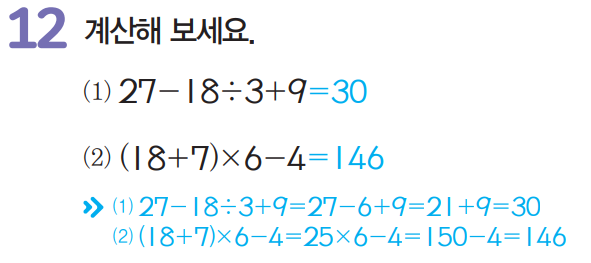 12 계산해 보세요.
(1) 27-18÷3+9=30
(2) (18+7)×6-4=146
(1) 27-18÷3+9=27-6+9=21+9=30
(2) (18+7)×6-4=25×6-4=150-4=146